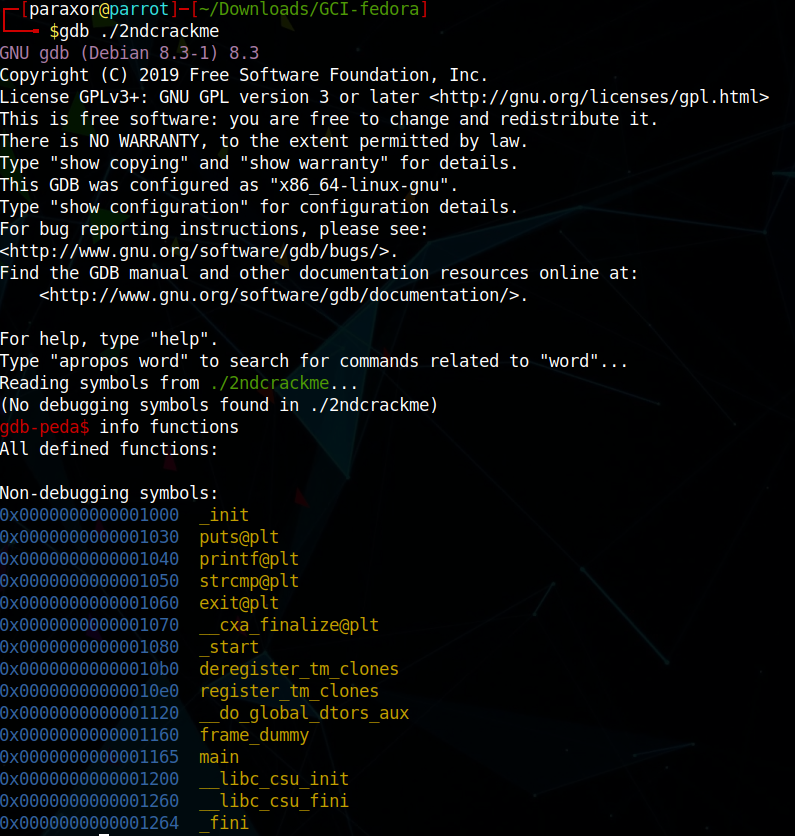 ┌─[paraxor@parrot]─[~/Downloads/GCI-fedora]
└──╼ $gdb ./2ndcrackme
GNU gdb (Debian 8.3-1) 8.3
Copyright (C) 2019 Free Software Foundation, Inc.
License GPLv3+: GNU GPL version 3 or later <http://gnu.org/licenses/gpl.html>
This is free software: you are free to change and redistribute it.
There is NO WARRANTY, to the extent permitted by law.
Type "show copying" and "show warranty" for details.
This GDB was configured as "x86_64-linux-gnu".
Type "show configuration" for configuration details.
For bug reporting instructions, please see:
<http://www.gnu.org/software/gdb/bugs/>.
Find the GDB manual and other documentation resources online at:
    <http://www.gnu.org/software/gdb/documentation/>.

For help, type "help".
Type "apropos word" to search for commands related to "word"...
Reading symbols from ./2ndcrackme...
(No debugging symbols found in ./2ndcrackme)
gdb-peda$ info functions
All defined functions:

Non-debugging symbols:
0x0000000000001000  _init
0x0000000000001030  puts@plt
0x0000000000001040  printf@plt
0x0000000000001050  strcmp@plt
0x0000000000001060  exit@plt
0x0000000000001070  __cxa_finalize@plt
0x0000000000001080  _start
0x00000000000010b0  deregister_tm_clones
0x00000000000010e0  register_tm_clones
0x0000000000001120  __do_global_dtors_aux
0x0000000000001160  frame_dummy
0x0000000000001165  main
0x0000000000001200  __libc_csu_init
0x0000000000001260  __libc_csu_fini
0x0000000000001264  _fini